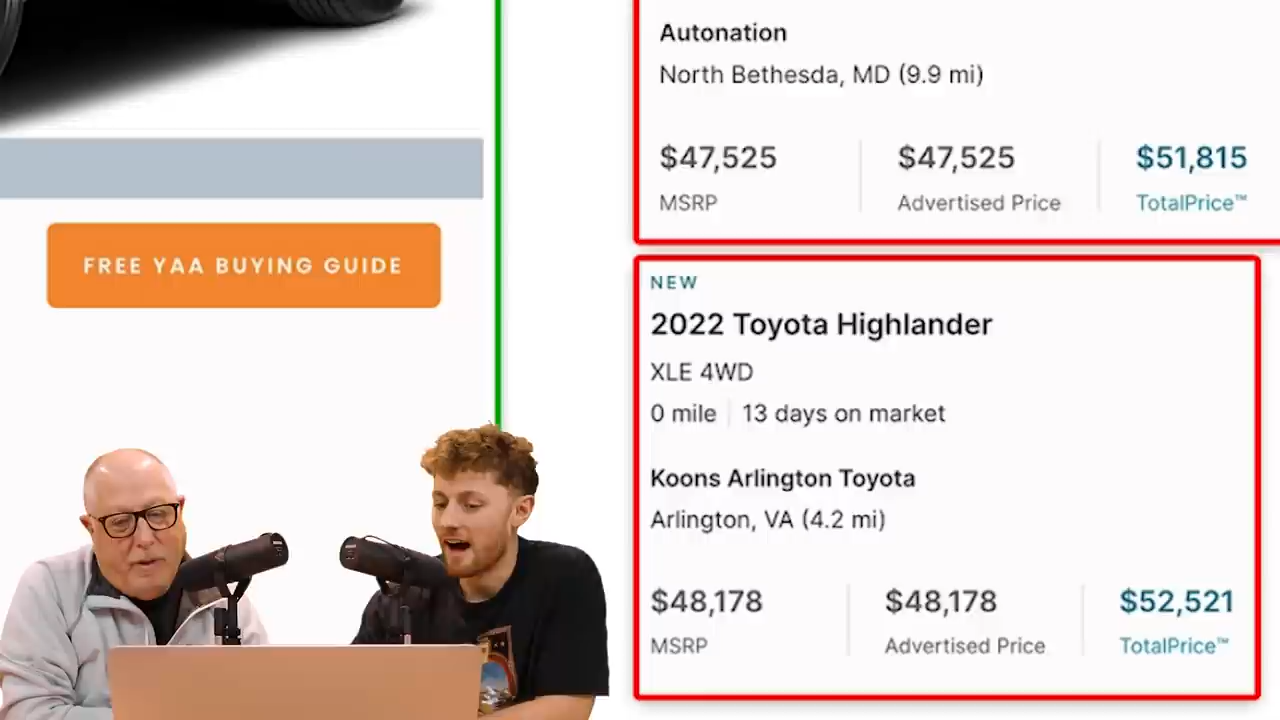 Autonation
North Bethesda, MD (9.9 mi)
$47,525
MSRP
$47,525
Advertised Price
$51,815
TotalPrice™
FREE YAA BUYING GUIDE
NEW
2022 Toyota Highlander
XLE 4WD
0 mile 13 days on market
Koons Arlington Toyota
Arlington, VA (4.2 mi)
$48,178
MSRP
$48,178
Advertised Price
$52,521
TotalPrice™